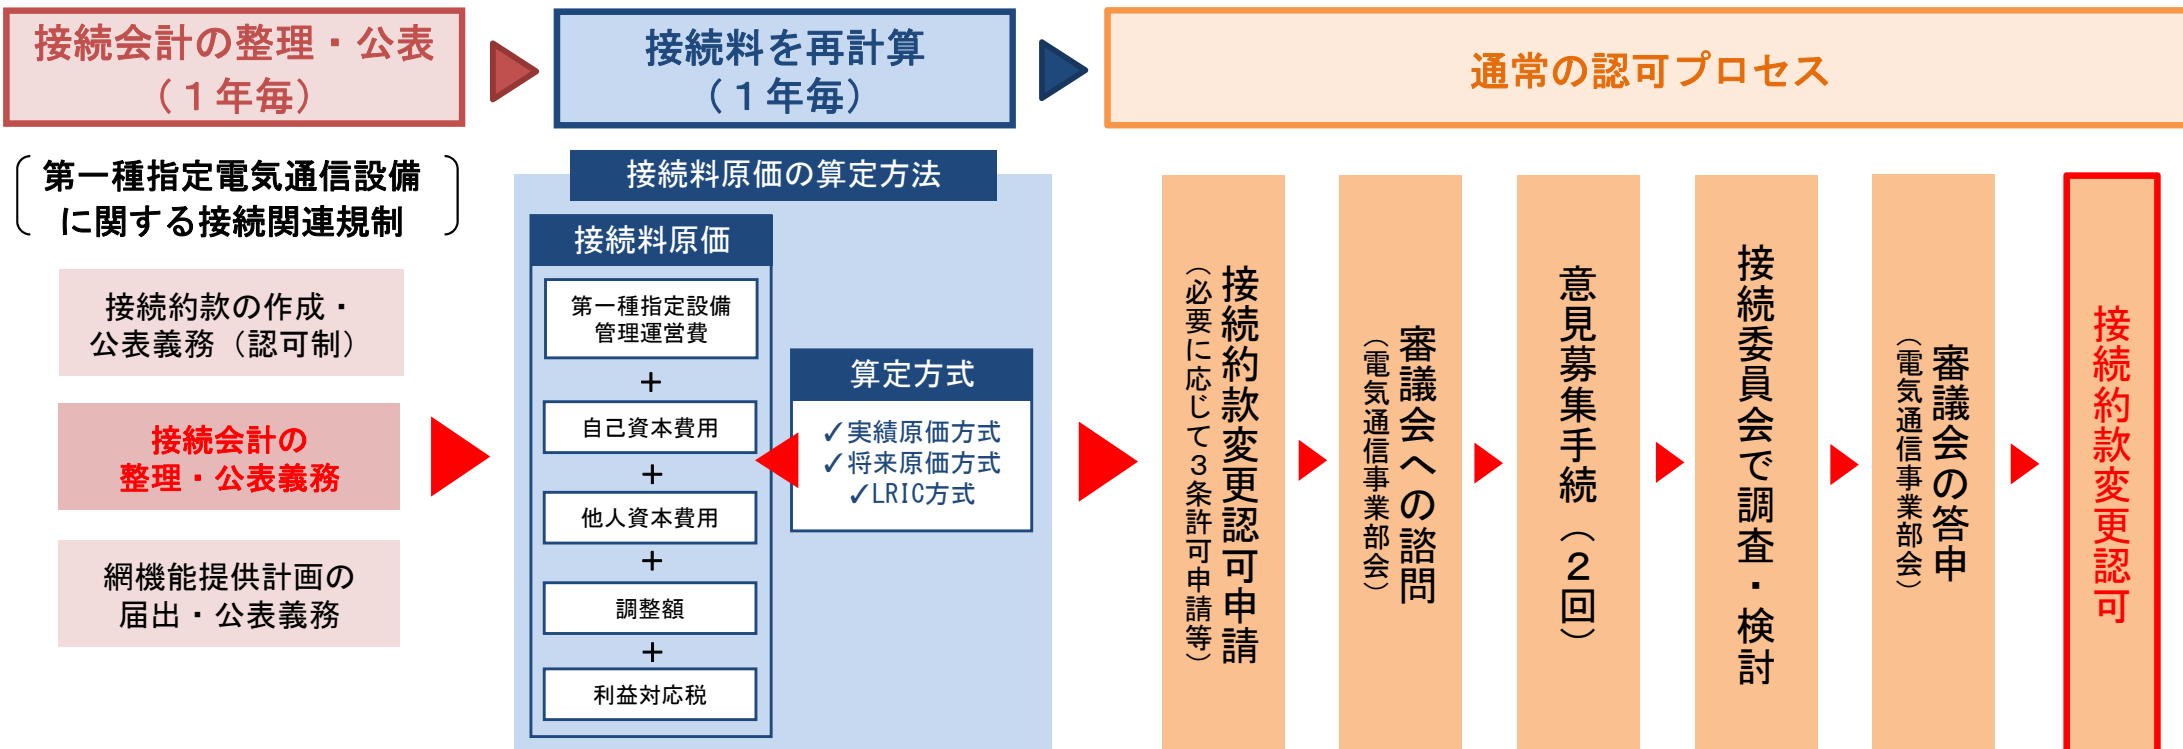 接続会計の整理・公表
（１年毎）
接続料を再計算
（１年毎）
通常の認可プロセス
第一種指定電気通信設備
に関する接続関連規制
接続約款の作成・
公表義務（認可制）
接続会計の
整理・公表義務
網機能提供計画の
届出・公表義務
接続料原価の算定方法
接続料原価
第一種指定設備
管理運営費
＋
自己資本費用
＋
他人資本費用
＋
調整額
＋
利益対応税
算定方式
✓実績原価方式
✓将来原価方式
✓LRIC方式
接続約款変更認可申請
（必要に応じて３条許可申請等）
審議会への諮問
（電気通信事業部会）
意見募集手続（２回）
接続委員会で調査・検討
審議会の答申
（電気通信事業部会）
接続約款変更認可